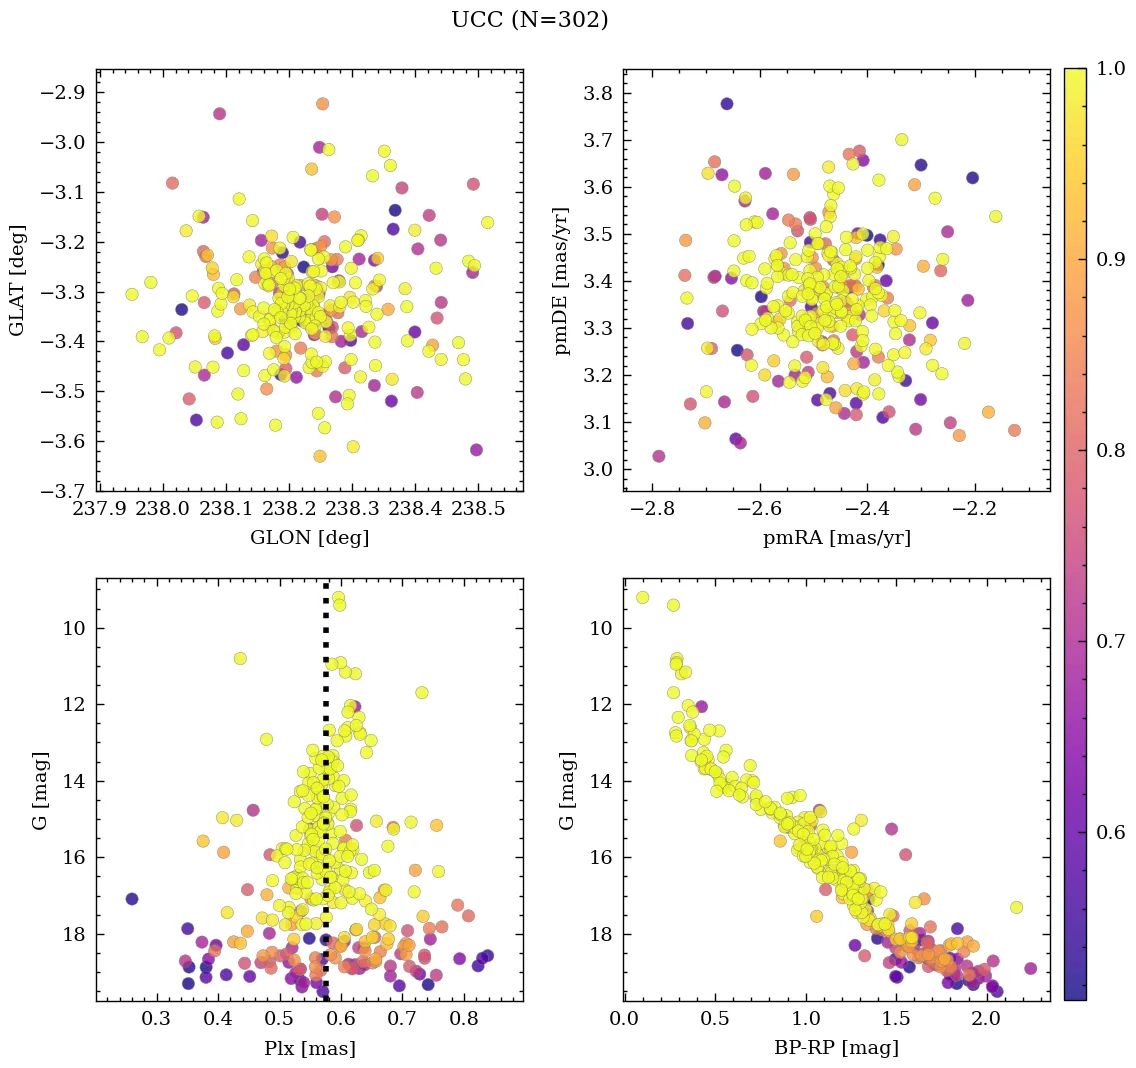 UCC (N=302)
−2.9
−3.0
−3.1
−3.2
−3.3
−3.4
−3.5
−3.6
−3.7
GLAT [deg]
237.9 238.0 238.1 238.2 238.3 238.4 238.5
GLON [deg]
3.8
3.7
3.6
3.5
3.4
3.3
3.2
3.1
3.0
pmDE [mas/yr]
−2.8 −2.6 −2.4 −2.2
pmRA [mas/yr]
10
12
14
16
18
G [mag]
0.3 0.4 0.5 0.6 0.7 0.8
Plx [mas]
10
12
14
16
18
G [mag]
0.0 0.5 1.0 1.5 2.0
BP-RP [mag]
1.0
0.9
0.8
0.7
0.6